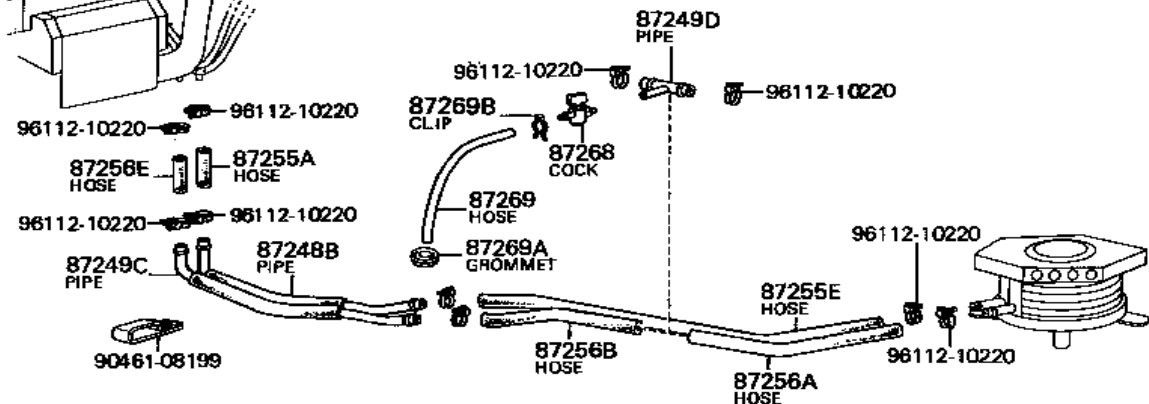 87249D
PIPE
96112-10220
96112-10220
87269B
CLIP
96112-10220
96112-10220
87268
COCK
87256E
HOSE
87255A
HOSE
87269
HOSE
96112-10220
96112-10220
87269A
GROMMET
96112-10220
87249C
PIPE
87248B
PIPE
87255E
HOSE
90461-08199
87256B
HOSE
96112-10220
87256A
HOSE